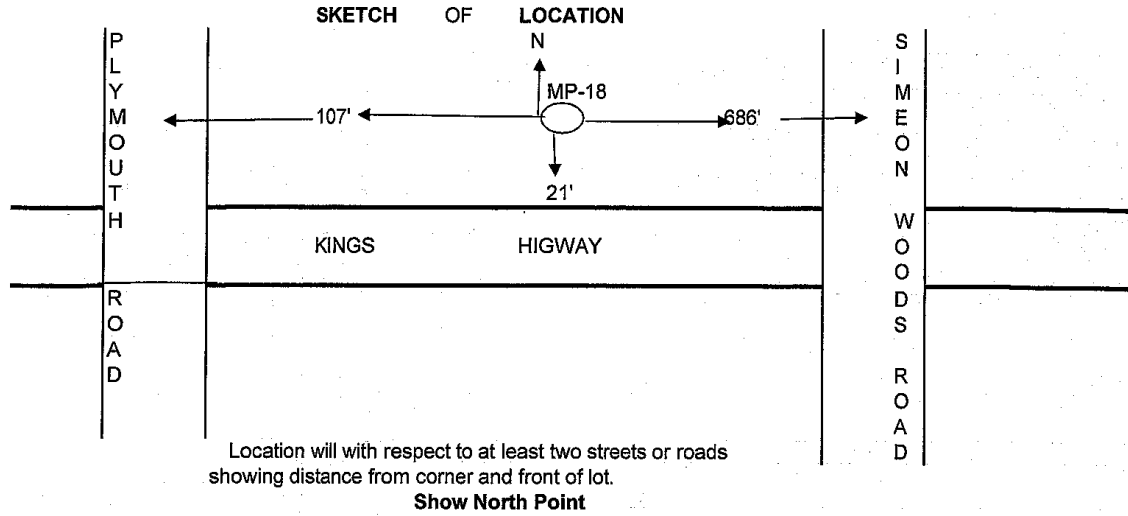 SKETCH OF LOCATION
PLYMOUTH ROAD
N
MP-18
107'
686'
21'
KINGS HIGWAY
SIMEON WOODS ROAD
Location will with respect to at least two streets or roads
showing distance from corner and front of lot.
Show North Point